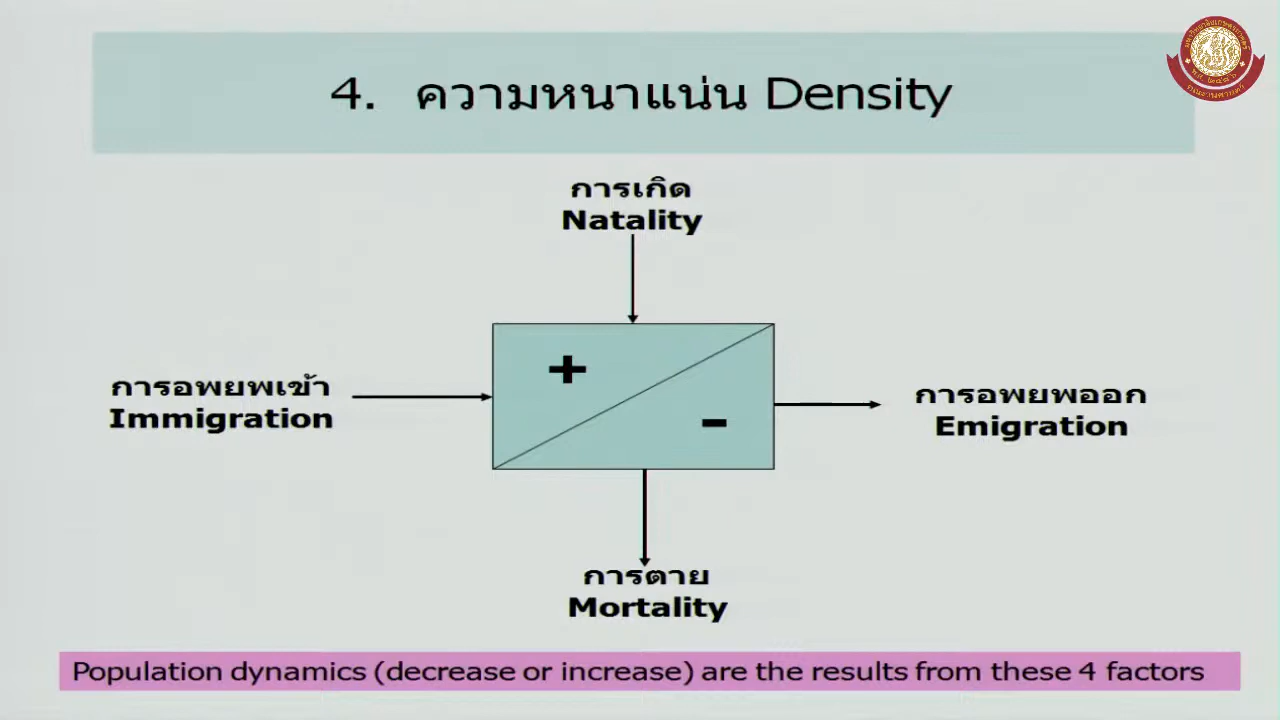 4. ความหนาแน่น Density
การเกิด
Natality
+
-
การอพยพเข้า
Immigration
การอพยพออก
Emigration
การตาย
Mortality
Population dynamics (decrease or increase) are the results from these 4 factors